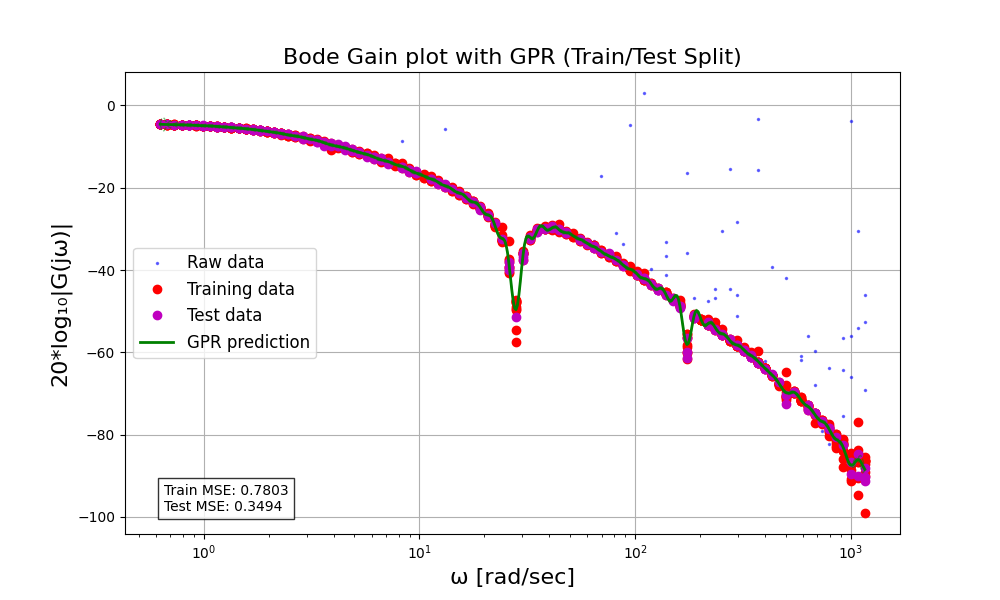 Bode Gain plot with GPR (Train/Test Split)
20*log₁₀|G(jω)|
0
−20
−40
−60
−80
−100
Raw data
Training data
Test data
GPR prediction
Train MSE: 0.7803
Test MSE: 0.3494
10⁰ 10¹ 10² 10³
ω [rad/sec]